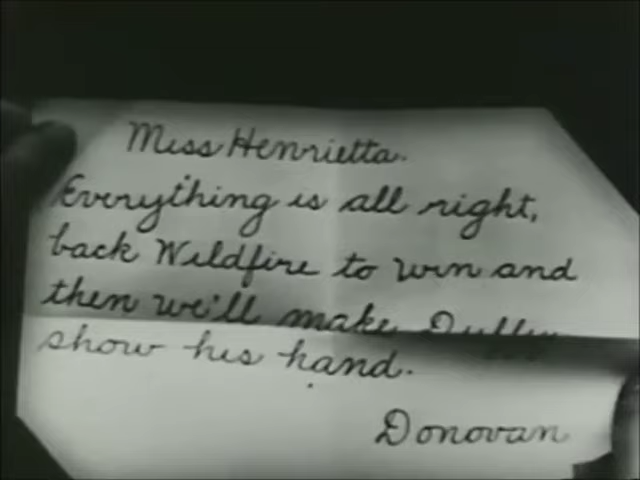 Miss Henrietta.
Everything is all right,
back Wildfire to win and
then we'll make
show his hand.
Donovan